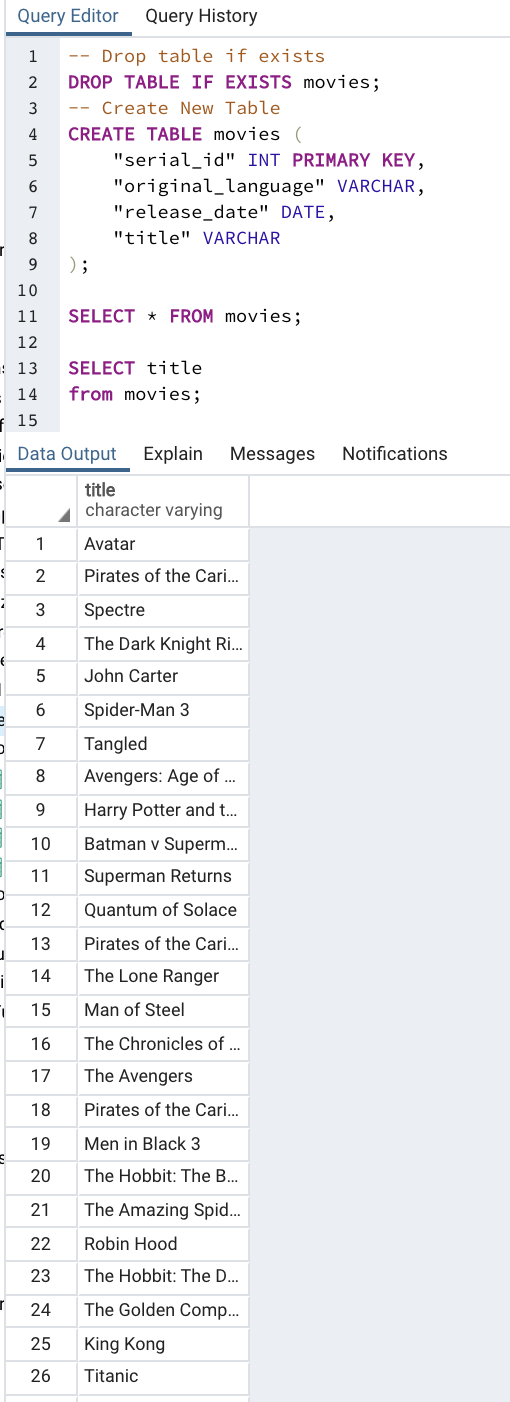 Query Editor Query History
1 -- Drop table if exists
2 DROP TABLE IF EXISTS movies;
3 -- Create New Table
4 CREATE TABLE movies (
5 "serial_id" INT PRIMARY KEY,
6 "original_language" VARCHAR,
7 "release_date" DATE,
8 "title" VARCHAR
9 );
10
11 SELECT * FROM movies;
12
13 SELECT title
14 from movies;
15
Data Output Explain Messages Notifications
title
character varying
1 Avatar
2 Pirates of the Cari...
3 Spectre
4 The Dark Knight Ri...
5 John Carter
6 Spider-Man 3
7 Tangled
8 Avengers: Age of ...
9 Harry Potter and t...
10 Batman v Superm...
11 Superman Returns
12 Quantum of Solace
13 Pirates of the Cari...
14 The Lone Ranger
15 Man of Steel
16 The Chronicles of ...
17 The Avengers
18 Pirates of the Cari...
19 Men in Black 3
20 The Hobbit: The B...
21 The Amazing Spid...
22 Robin Hood
23 The Hobbit: The D...
24 The Golden Comp...
25 King Kong
26 Titanic